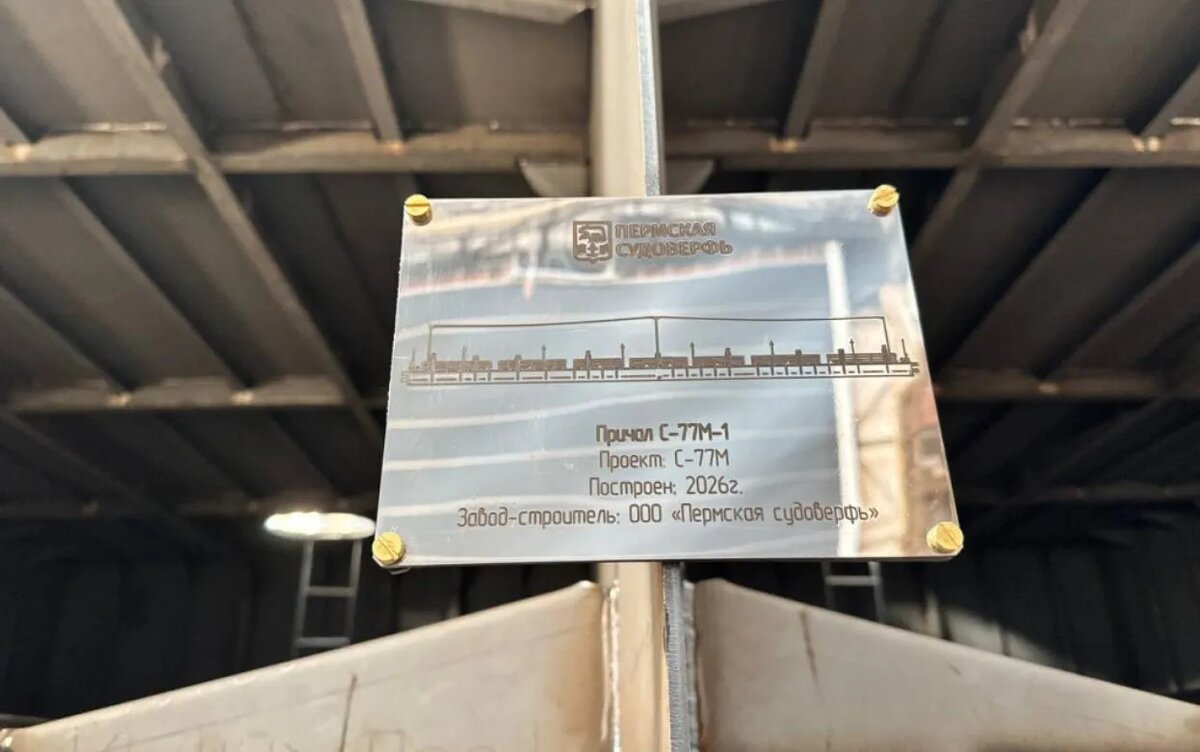 ПЕРМСКАЯ
СУДОВЕРФЬ
Причал С-77М-1
Проект: С-77М
Построен: 2026г.
Завод-строитель: ООО «Пермская судоверфь»